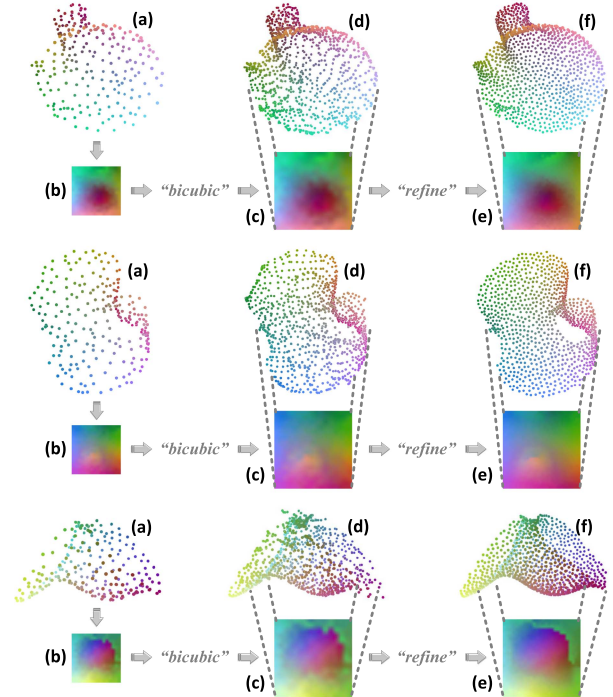 (a) (d) (f)
(b) “bicubic” (c) “refine” (e)
(a) (d) (f)
(b) “bicubic” (c) “refine” (e)
(a) (d) (f)
(b) “bicubic” (c) “refine” (e)